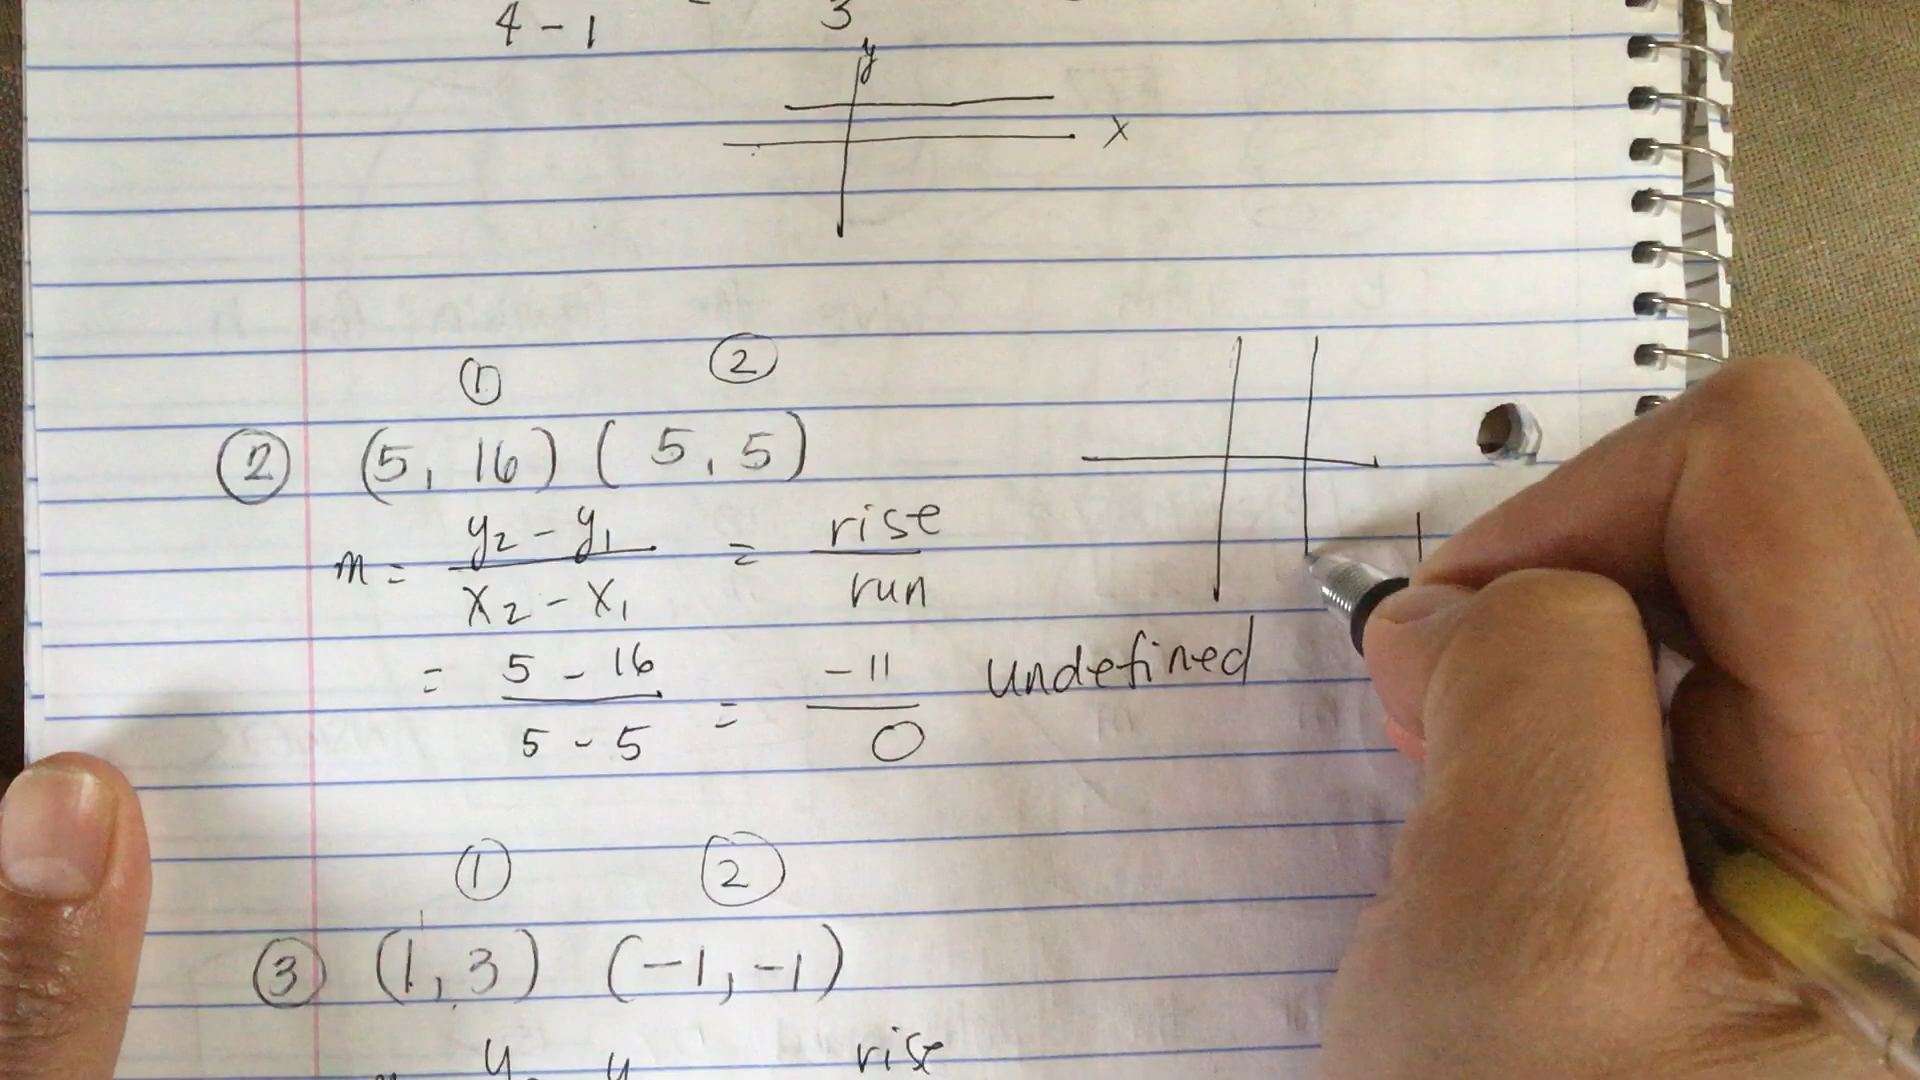 4 - 1 3
y
x
① ②
② (5, 16) (5, 5)
m = y₂ - y₁ / x₂ - x₁ = rise / run
= 5 - 16 / 5 - 5 = -11 / 0 undefined
① ②
③ (1, 3) (-1, -1)
y y rise